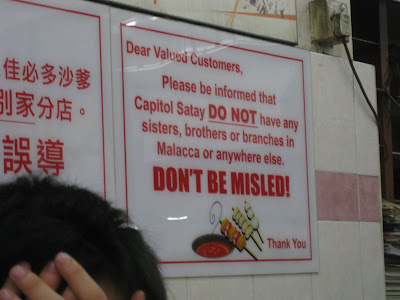 佳必多沙爹
別家分店。
誤導
Dear Valued Customers,
Please be informed that
Capitol Satay DO NOT have any
sisters, brothers or branches in
Malacca or anywhere else.
DON'T BE MISLED!
Thank You